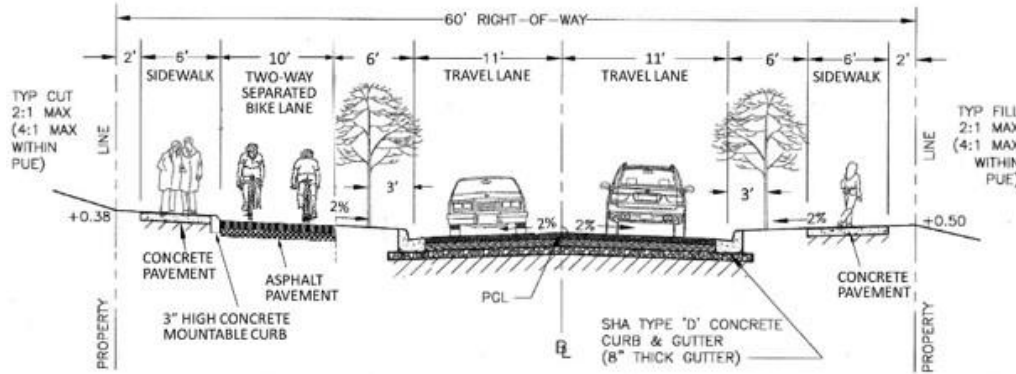 60' RIGHT-OF-WAY
2' 6' 10' 6' 11' 11' 6' 6' 2'
SIDEWALK
TWO-WAY
SEPARATED
BIKE LANE
TRAVEL LANE
TRAVEL LANE
SIDEWALK
TYP CUT
2:1 MAX
(4:1 MAX
WITHIN
PUE)
LINE
LINE
TYP FILL
2:1 MAX
(4:1 MAX
WITHIN
PUE)
3'
3'
+0.38
2%
2%
2%
2%
+0.50
CONCRETE
PAVEMENT
ASPHALT
PAVEMENT
3" HIGH CONCRETE
MOUNTABLE CURB
PGL
SHA TYPE 'D' CONCRETE
CURB & GUTTER
(8" THICK GUTTER)
CONCRETE
PAVEMENT
PROPERTY
PROPERTY